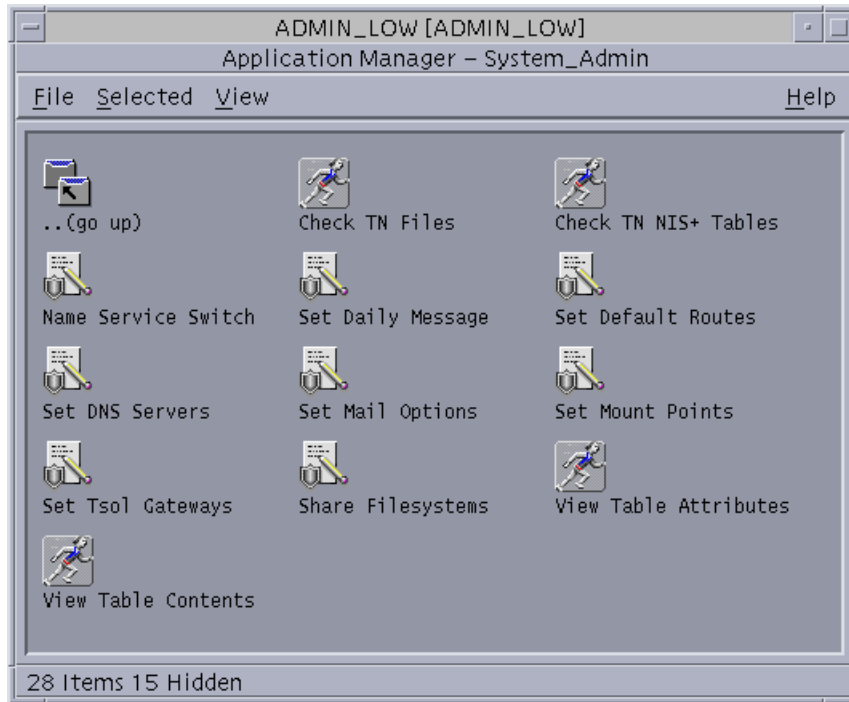 ADMIN_LOW [ADMIN_LOW]
Application Manager – System_Admin
File Selected View Help
..(go up) Check TN Files Check TN NIS+ Tables
Name Service Switch Set Daily Message Set Default Routes
Set DNS Servers Set Mail Options Set Mount Points
Set Tsol Gateways Share Filesystems View Table Attributes
View Table Contents
28 Items 15 Hidden